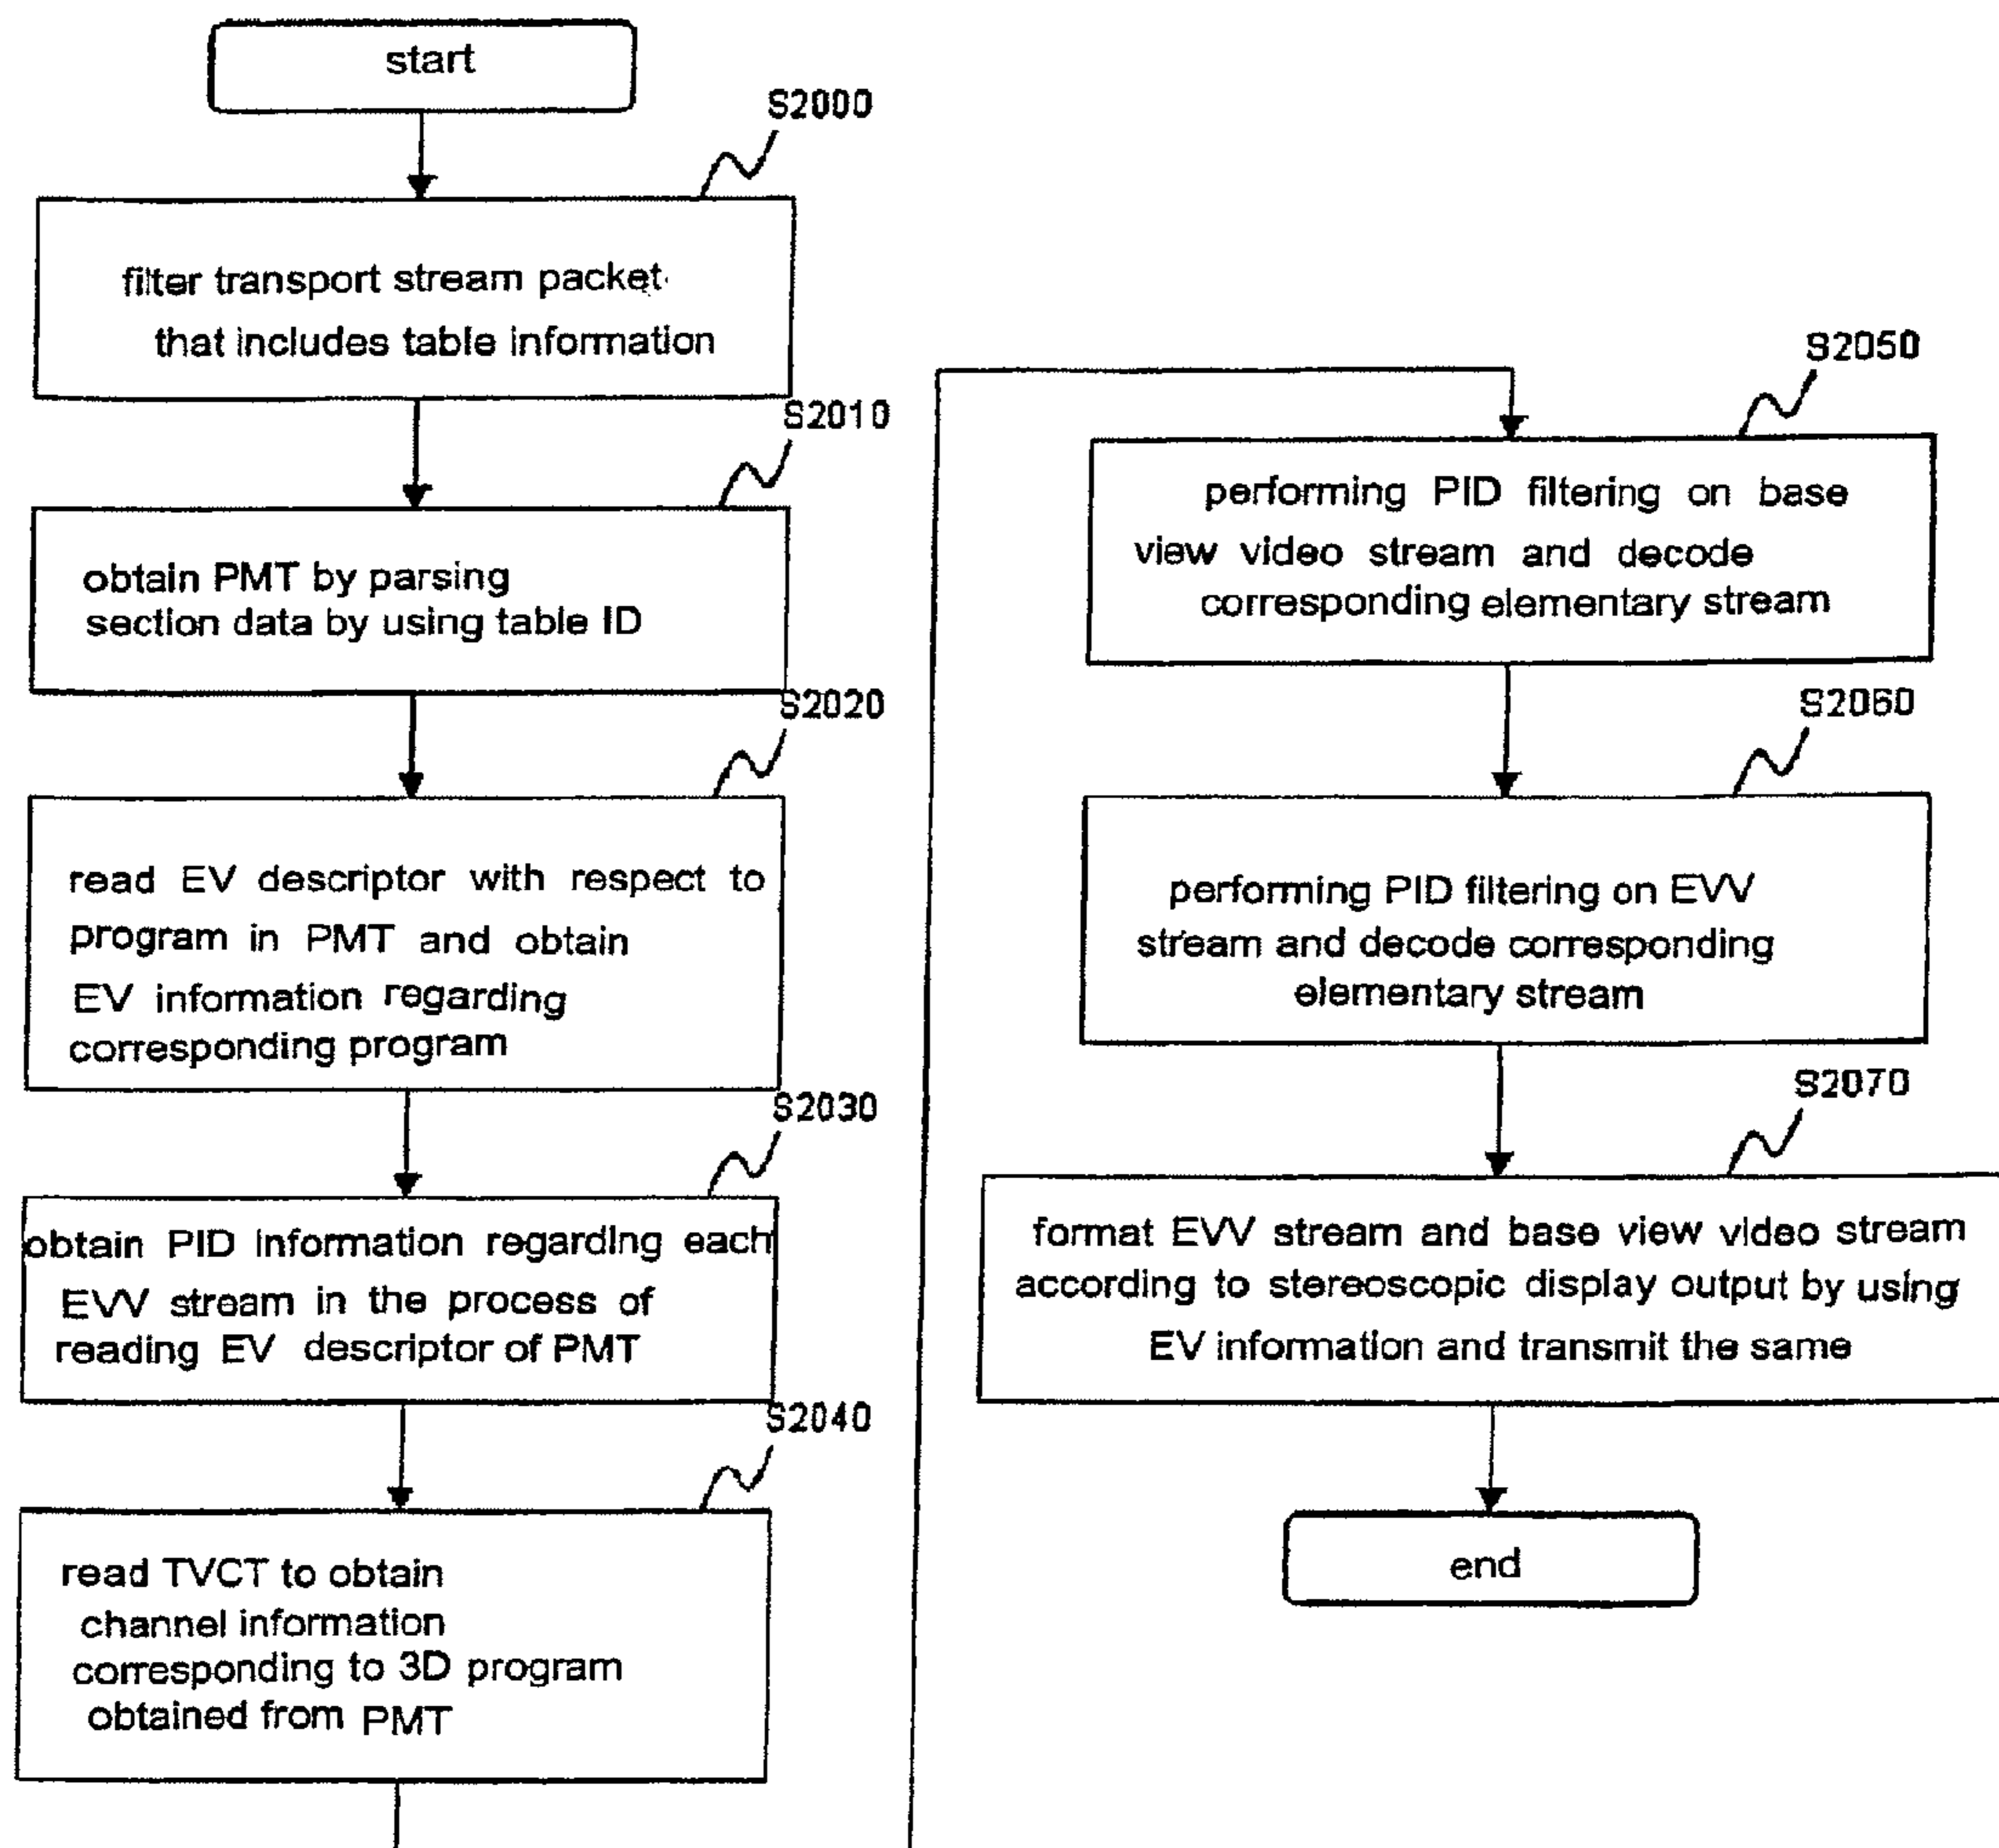 start
S2000
filter transport stream packet
that includes table information
S2010
obtain PMT by parsing
section data by using table ID
S2020
read EV descriptor with respect to
program in PMT and obtain
EV information regarding
corresponding program
S2030
obtain PID information regarding each
EVV stream in the process of
reading EV descriptor of PMT
S2040
read TVCT to obtain
channel information
corresponding to 3D program
obtained from PMT
S2050
performing PID filtering on base
view video stream and decode
corresponding elementary stream
S2060
performing PID filtering on EVV
stream and decode corresponding
elementary stream
S2070
format EVV stream and base view video stream
according to stereoscopic display output by using
EV information and transmit the same
end